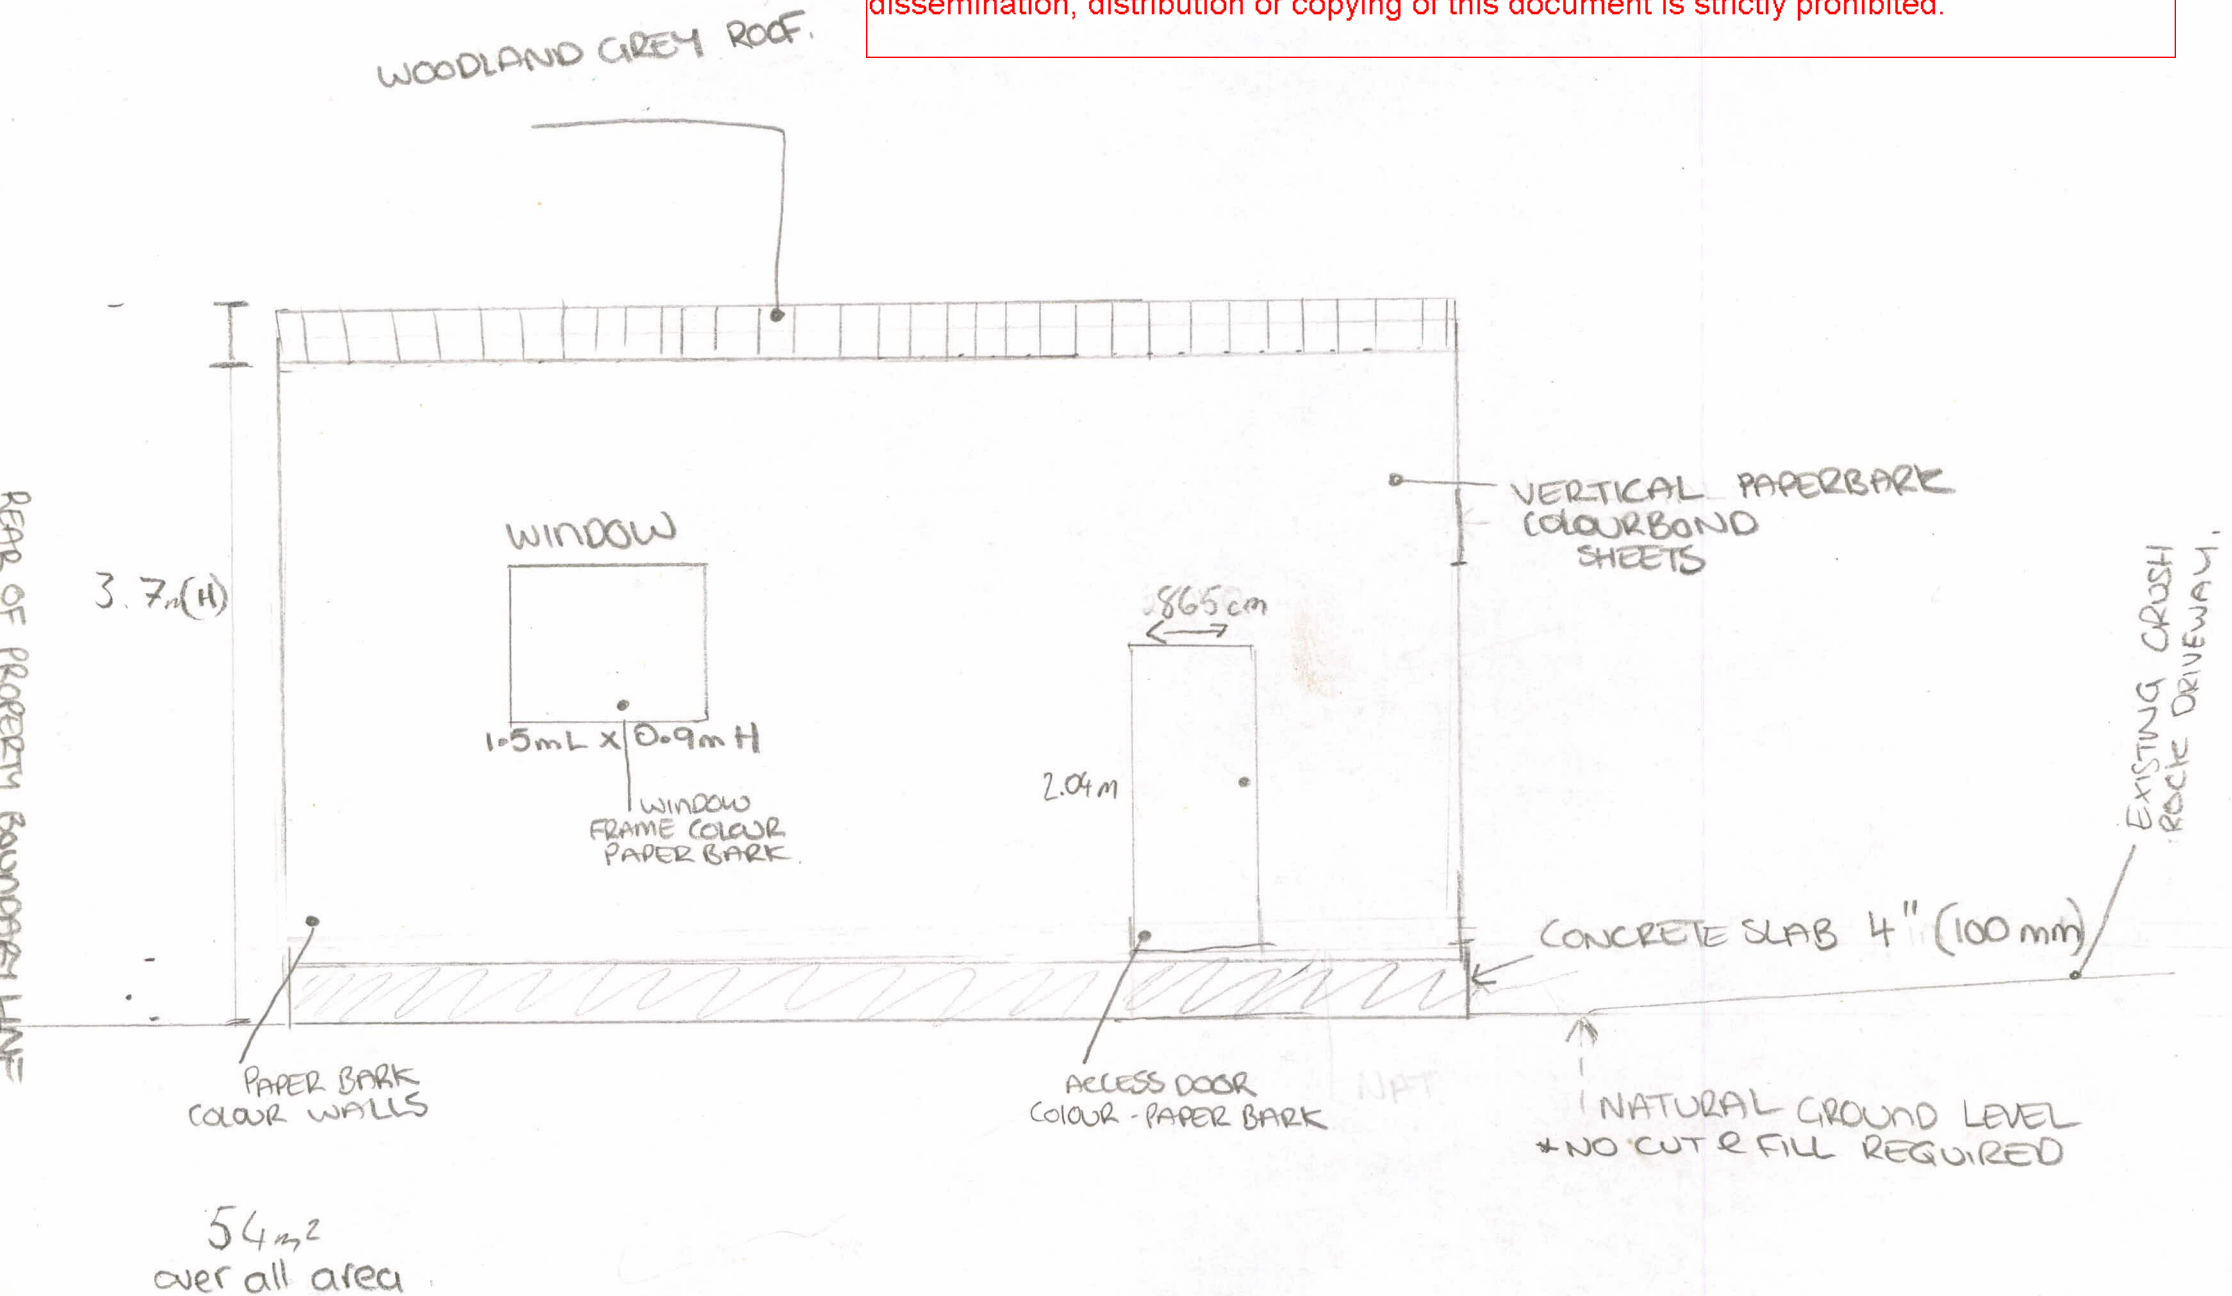 dissemination, distribution or copying of this document is strictly prohibited.
WOODLAND GREY ROOF.
VERTICAL PAPERBARK
COLOURBOND
SHEETS
WINDOW
3.7m(H)
865cm
REAR OF PROPERTY BOUNDARY LINE
EXISTING CRUSH
ROCK DRIVEWAY.
1.5mL x 0.9m H
2.04m
WINDOW
FRAME COLOUR
PAPER BARK.
CONCRETE SLAB 4" (100mm)
PAPER BARK
COLOUR WALLS
ACCESS DOOR
COLOUR - PAPER BARK
NAT
NATURAL GROUND LEVEL
*NO CUT & FILL REQUIRED
54m²
over all area